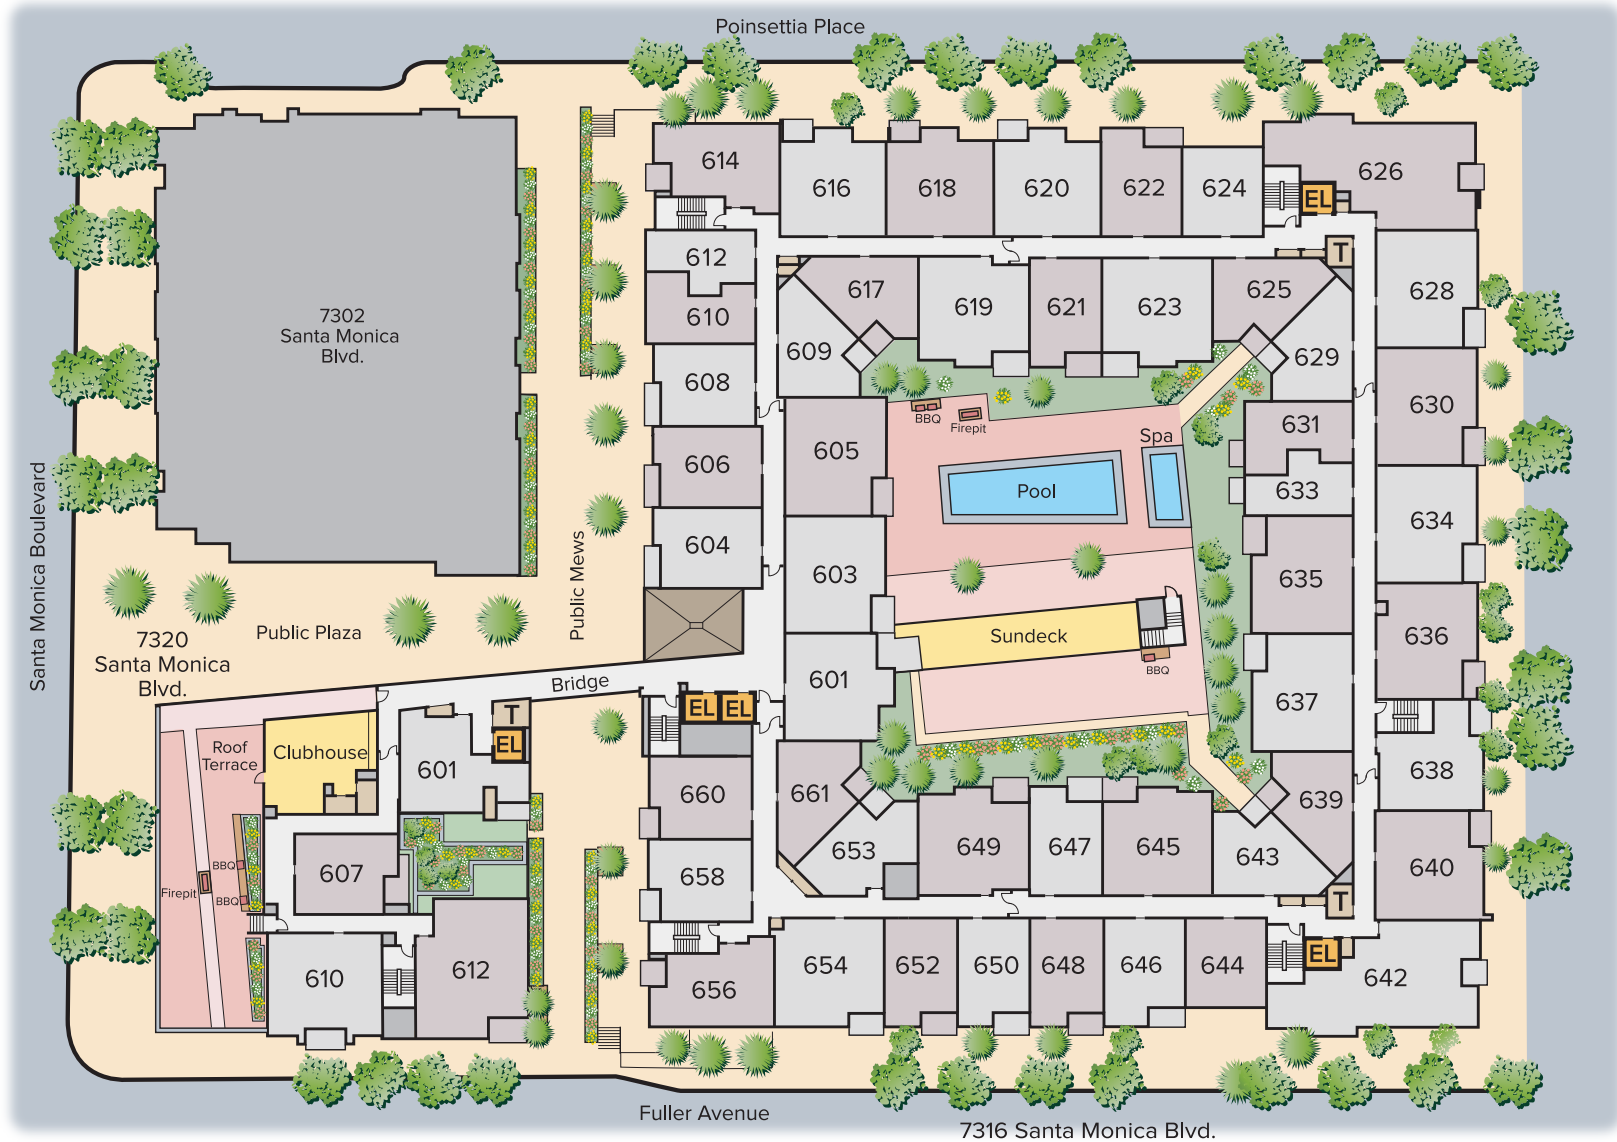 Poinsettia Place
614
616
618
620
622
624
EL
626
T
612
610
617
619
621
623
625
628
609
629
608
BBQ
Firepit
630
631
605
606
Spa
Pool
633
604
634
603
635
636
Sundeck
BBQ
601
637
7302
Santa Monica
Blvd.
Santa Monica Boulevard
Public Mews
Public Plaza
7320
Santa Monica
Blvd.
Bridge
EL
EL
T
EL
Roof
Terrace
Clubhouse
601
660
661
638
639
653
649
647
645
643
640
658
607
BBQ
Firepit
BBQ
T
EL
610
612
656
654
652
650
648
646
644
642
Fuller Avenue
7316 Santa Monica Blvd.